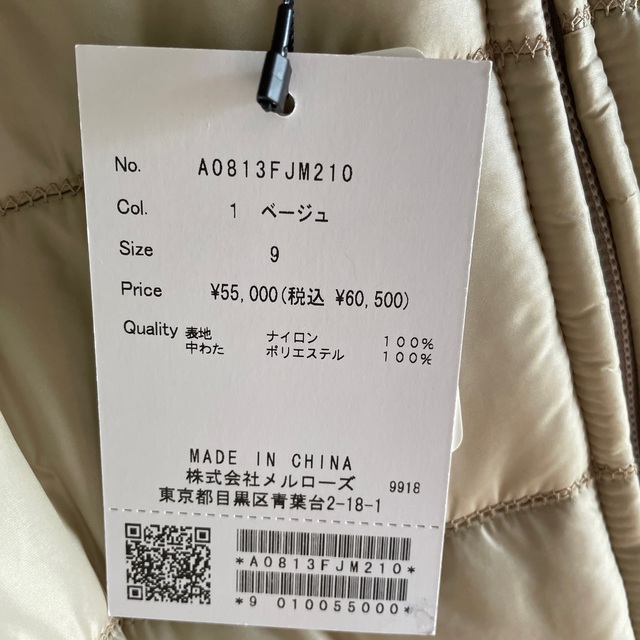 No. A0813FJM210
Col. 1 ベージュ
Size 9
Price ¥55,000(税込 ¥60,500)
Quality 表地 ナイロン 100%
中わた ポリエステル 100%
MADE IN CHINA
株式会社メルローズ 9918
東京都目黒区青葉台2-18-1
*A0813FJM210*
*9 010055000*